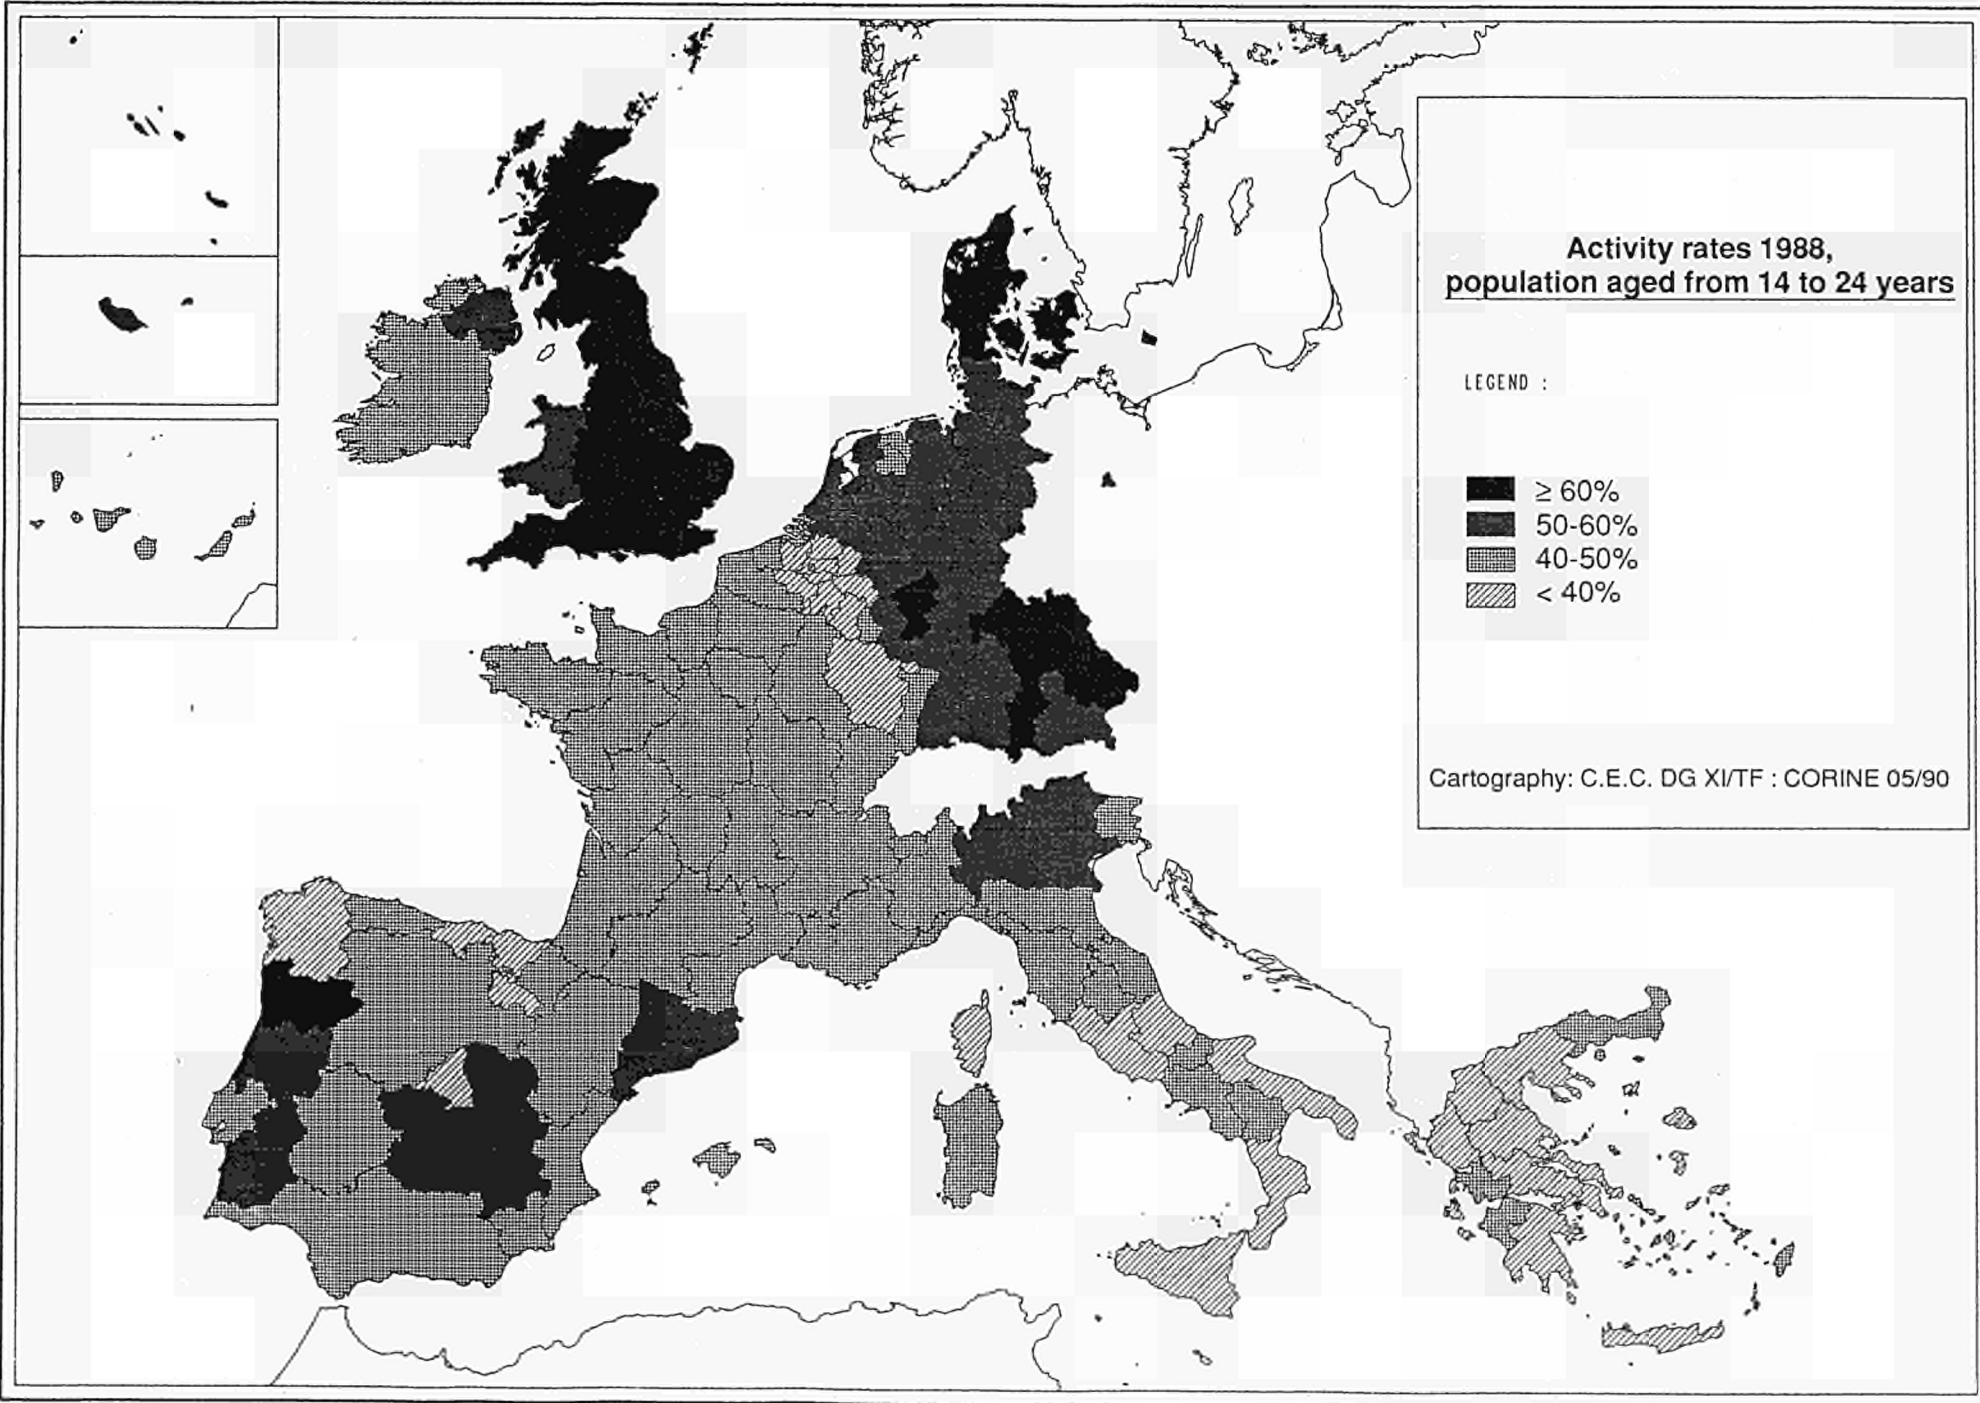 Activity rates 1988,
population aged from 14 to 24 years
LEGEND :
≥ 60%
50-60%
40-50%
< 40%
Cartography: C.E.C. DG XI/TF : CORINE 05/90